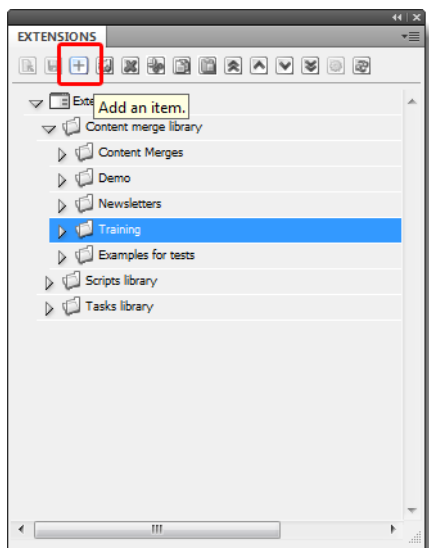 EXTENSIONS
Exte
Add an item.
Content merge library
Content Merges
Demo
Newsletters
Training
Examples for tests
Scripts library
Tasks library